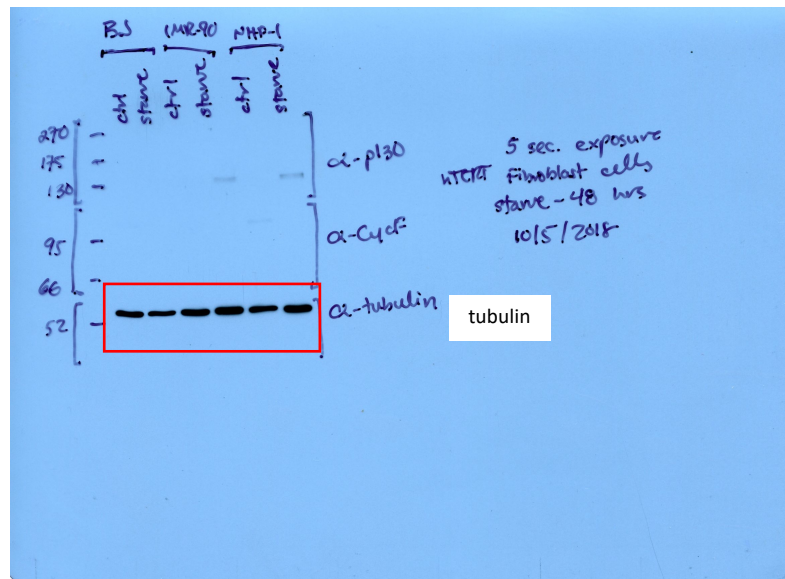 BJ IMR-90 NHF-1
ctrl starve ctrl starve ctrl starve
270
175
130
95
66
52
α-p130
α-CycF
α-tubulin
tubulin
5 sec. exposure
hTERT Fibroblast cells
starve - 48 hrs
10/5/2018